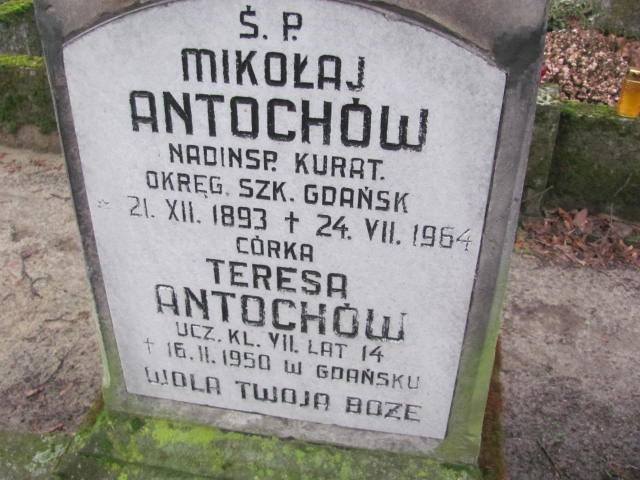 Ś. P.
MIKOŁAJ
ANTOCHÓW
NADINSP. KURAT.
OKRĘG. SZK. GDAŃSK
* 21. XII. 1893 † 24. VII. 1964
CÓRKA
TERESA
ANTOCHÓW
UCZ. KL. VII. LAT 14
† 16. II. 1950 W GDAŃSKU
WOLA TWOJA BOŻE